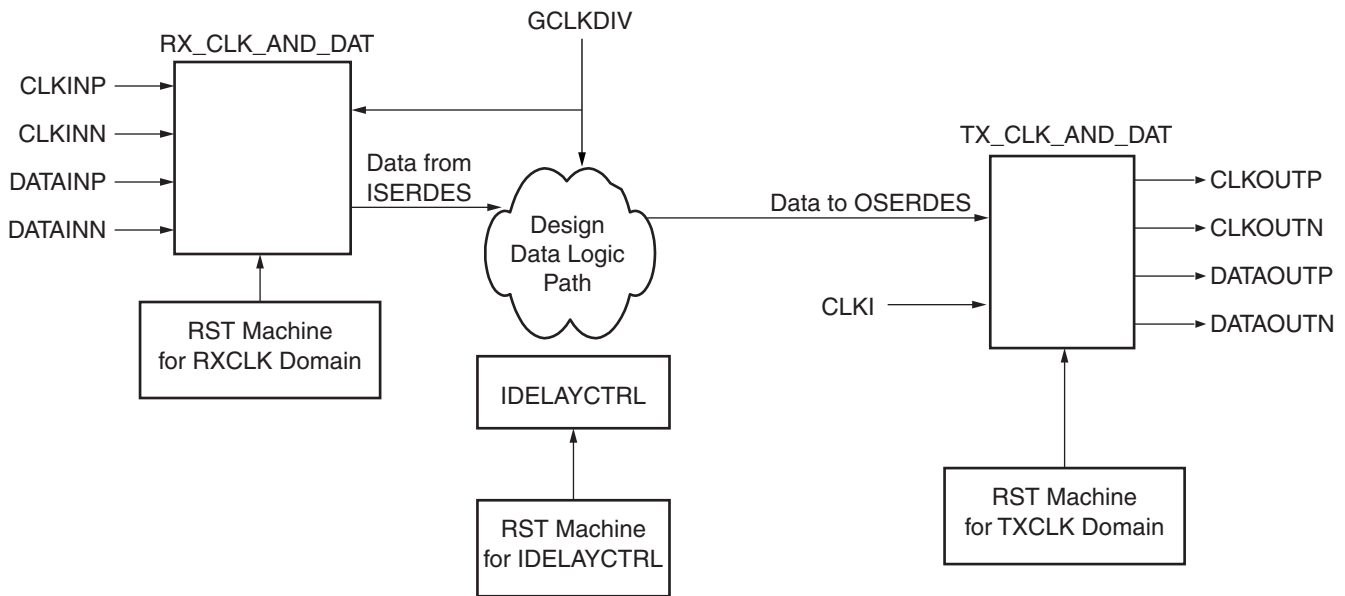 GCLKDIV
RX_CLK_AND_DAT
CLKINP
CLKINN
DATAINP
DATAINN
Data from
ISERDES
Design
Data Logic
Path
Data to OSERDES
CLKI
TX_CLK_AND_DAT
CLKOUTP
CLKOUTN
DATAOUTP
DATAOUTN
RST Machine
for RXCLK Domain
IDELAYCTRL
RST Machine
for IDELAYCTRL
RST Machine
for TXCLK Domain